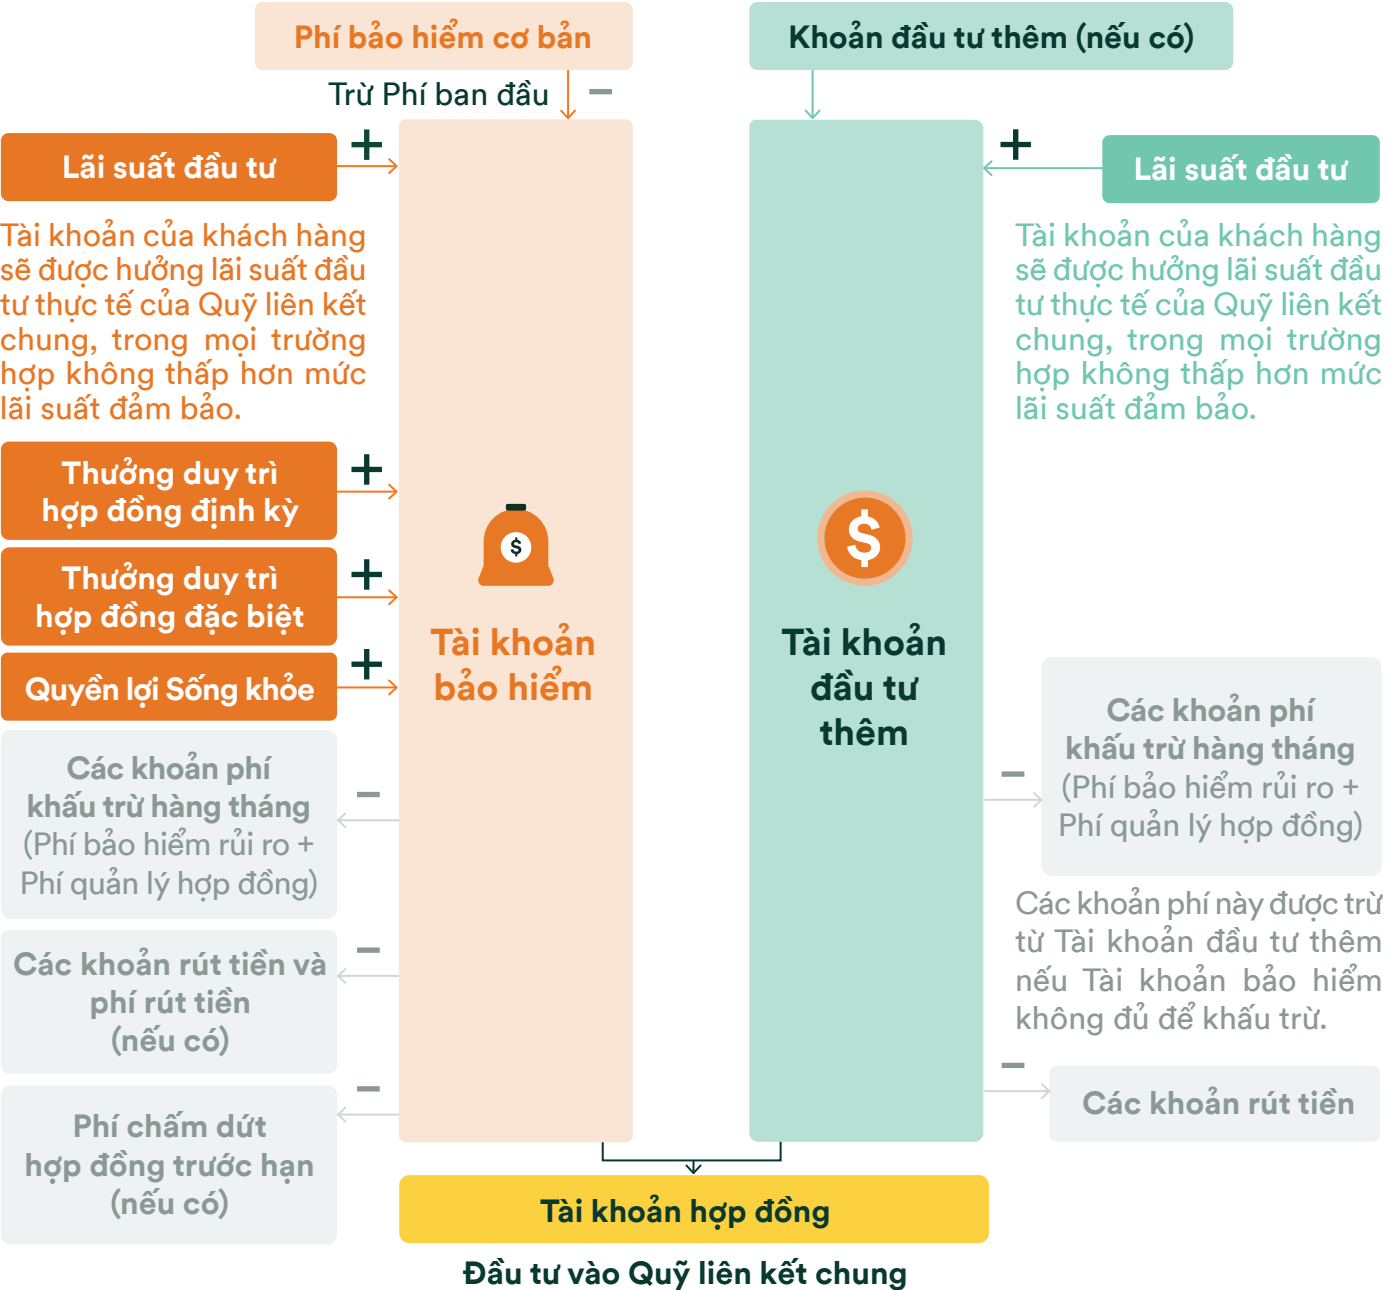 Phí bảo hiểm cơ bản
Trừ Phí ban đầu
−
Lãi suất đầu tư
+
Tài khoản của khách hàng
sẽ được hưởng lãi suất đầu
tư thực tế của Quỹ liên kết
chung, trong mọi trường
hợp không thấp hơn mức
lãi suất đảm bảo.
Thưởng duy trì
hợp đồng định kỳ
+
Thưởng duy trì
hợp đồng đặc biệt
+
Quyền lợi Sống khỏe
+
Các khoản phí
khấu trừ hàng tháng
(Phí bảo hiểm rủi ro +
Phí quản lý hợp đồng)
−
Các khoản rút tiền và
phí rút tiền
(nếu có)
−
Phí chấm dứt
hợp đồng trước hạn
(nếu có)
−
$
Tài khoản
bảo hiểm
Khoản đầu tư thêm (nếu có)
$
Tài khoản
đầu tư
thêm
+
Lãi suất đầu tư
Tài khoản của khách hàng
sẽ được hưởng lãi suất đầu
tư thực tế của Quỹ liên kết
chung, trong mọi trường
hợp không thấp hơn mức
lãi suất đảm bảo.
−
Các khoản phí
khấu trừ hàng tháng
(Phí bảo hiểm rủi ro +
Phí quản lý hợp đồng)
Các khoản phí này được trừ
từ Tài khoản đầu tư thêm
nếu Tài khoản bảo hiểm
không đủ để khấu trừ.
−
Các khoản rút tiền
Tài khoản hợp đồng
Đầu tư vào Quỹ liên kết chung